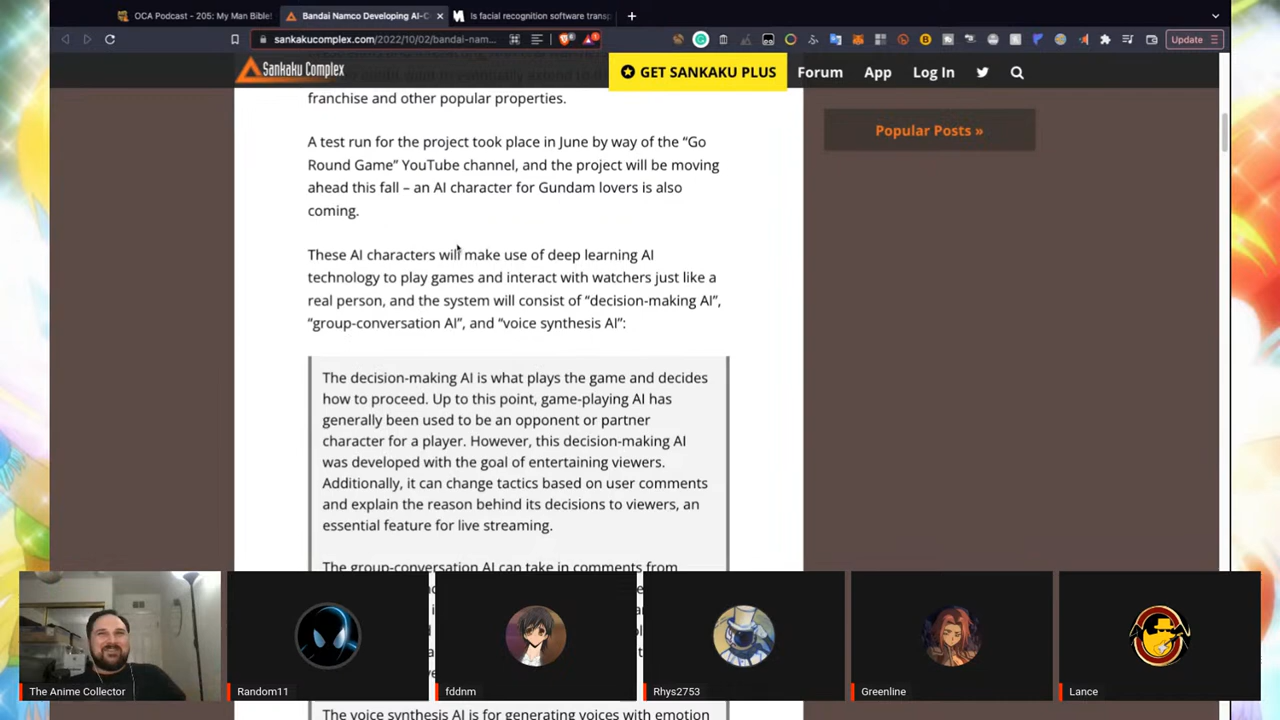 OCA Podcast - 205: My Man Bible!
Bandai Namco Developing AI-C
Is facial recognition software transp
sankakucomplex.com/2022/10/02/bandai-nam...
Update
Sankaku Complex
GET SANKAKU PLUS
Forum
App
Log In
franchise and other popular properties.
Popular Posts »
A test run for the project took place in June by way of the “Go
Round Game” YouTube channel, and the project will be moving
ahead this fall – an AI character for Gundam lovers is also
coming.
These AI characters will make use of deep learning AI
technology to play games and interact with watchers just like a
real person, and the system will consist of “decision-making AI”,
“group-conversation AI”, and “voice synthesis AI”:
The decision-making AI is what plays the game and decides
how to proceed. Up to this point, game-playing AI has
generally been used to be an opponent or partner
character for a player. However, this decision-making AI
was developed with the goal of entertaining viewers.
Additionally, it can change tactics based on user comments
and explain the reason behind its decisions to viewers, an
essential feature for live streaming.
The group-conversation AI can take in comments from
The Anime Collector
Random11
fddnm
Rhys2753
Greenline
Lance
The voice synthesis AI is for generating voices with emotion